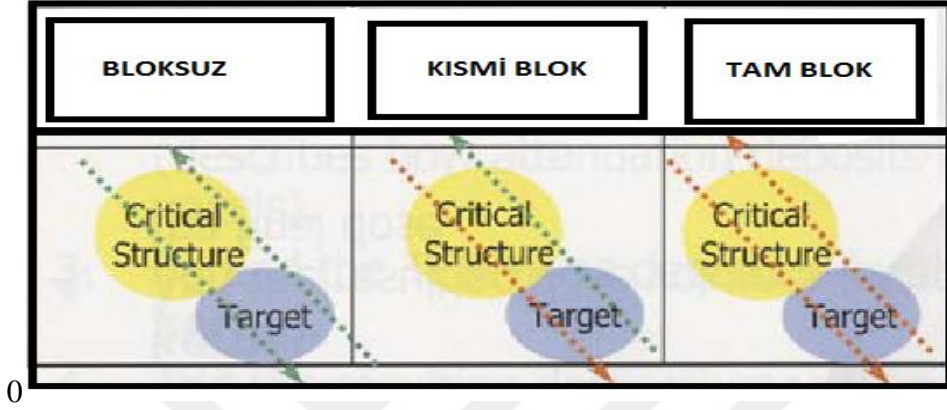 BLOKSUZ KISMİ BLOK TAM BLOK
Critical Critical Critical
Structure Structure Structure
Target Target Target
0